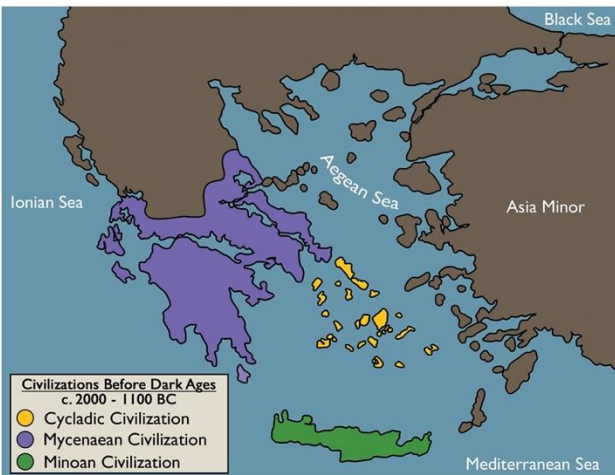 Black Sea
Aegean Sea
Ionian Sea
Asia Minor
Civilizations Before Dark Ages
c. 2000 - 1100 BC
Cycladic Civilization
Mycenaean Civilization
Minoan Civilization
Mediterranean Sea